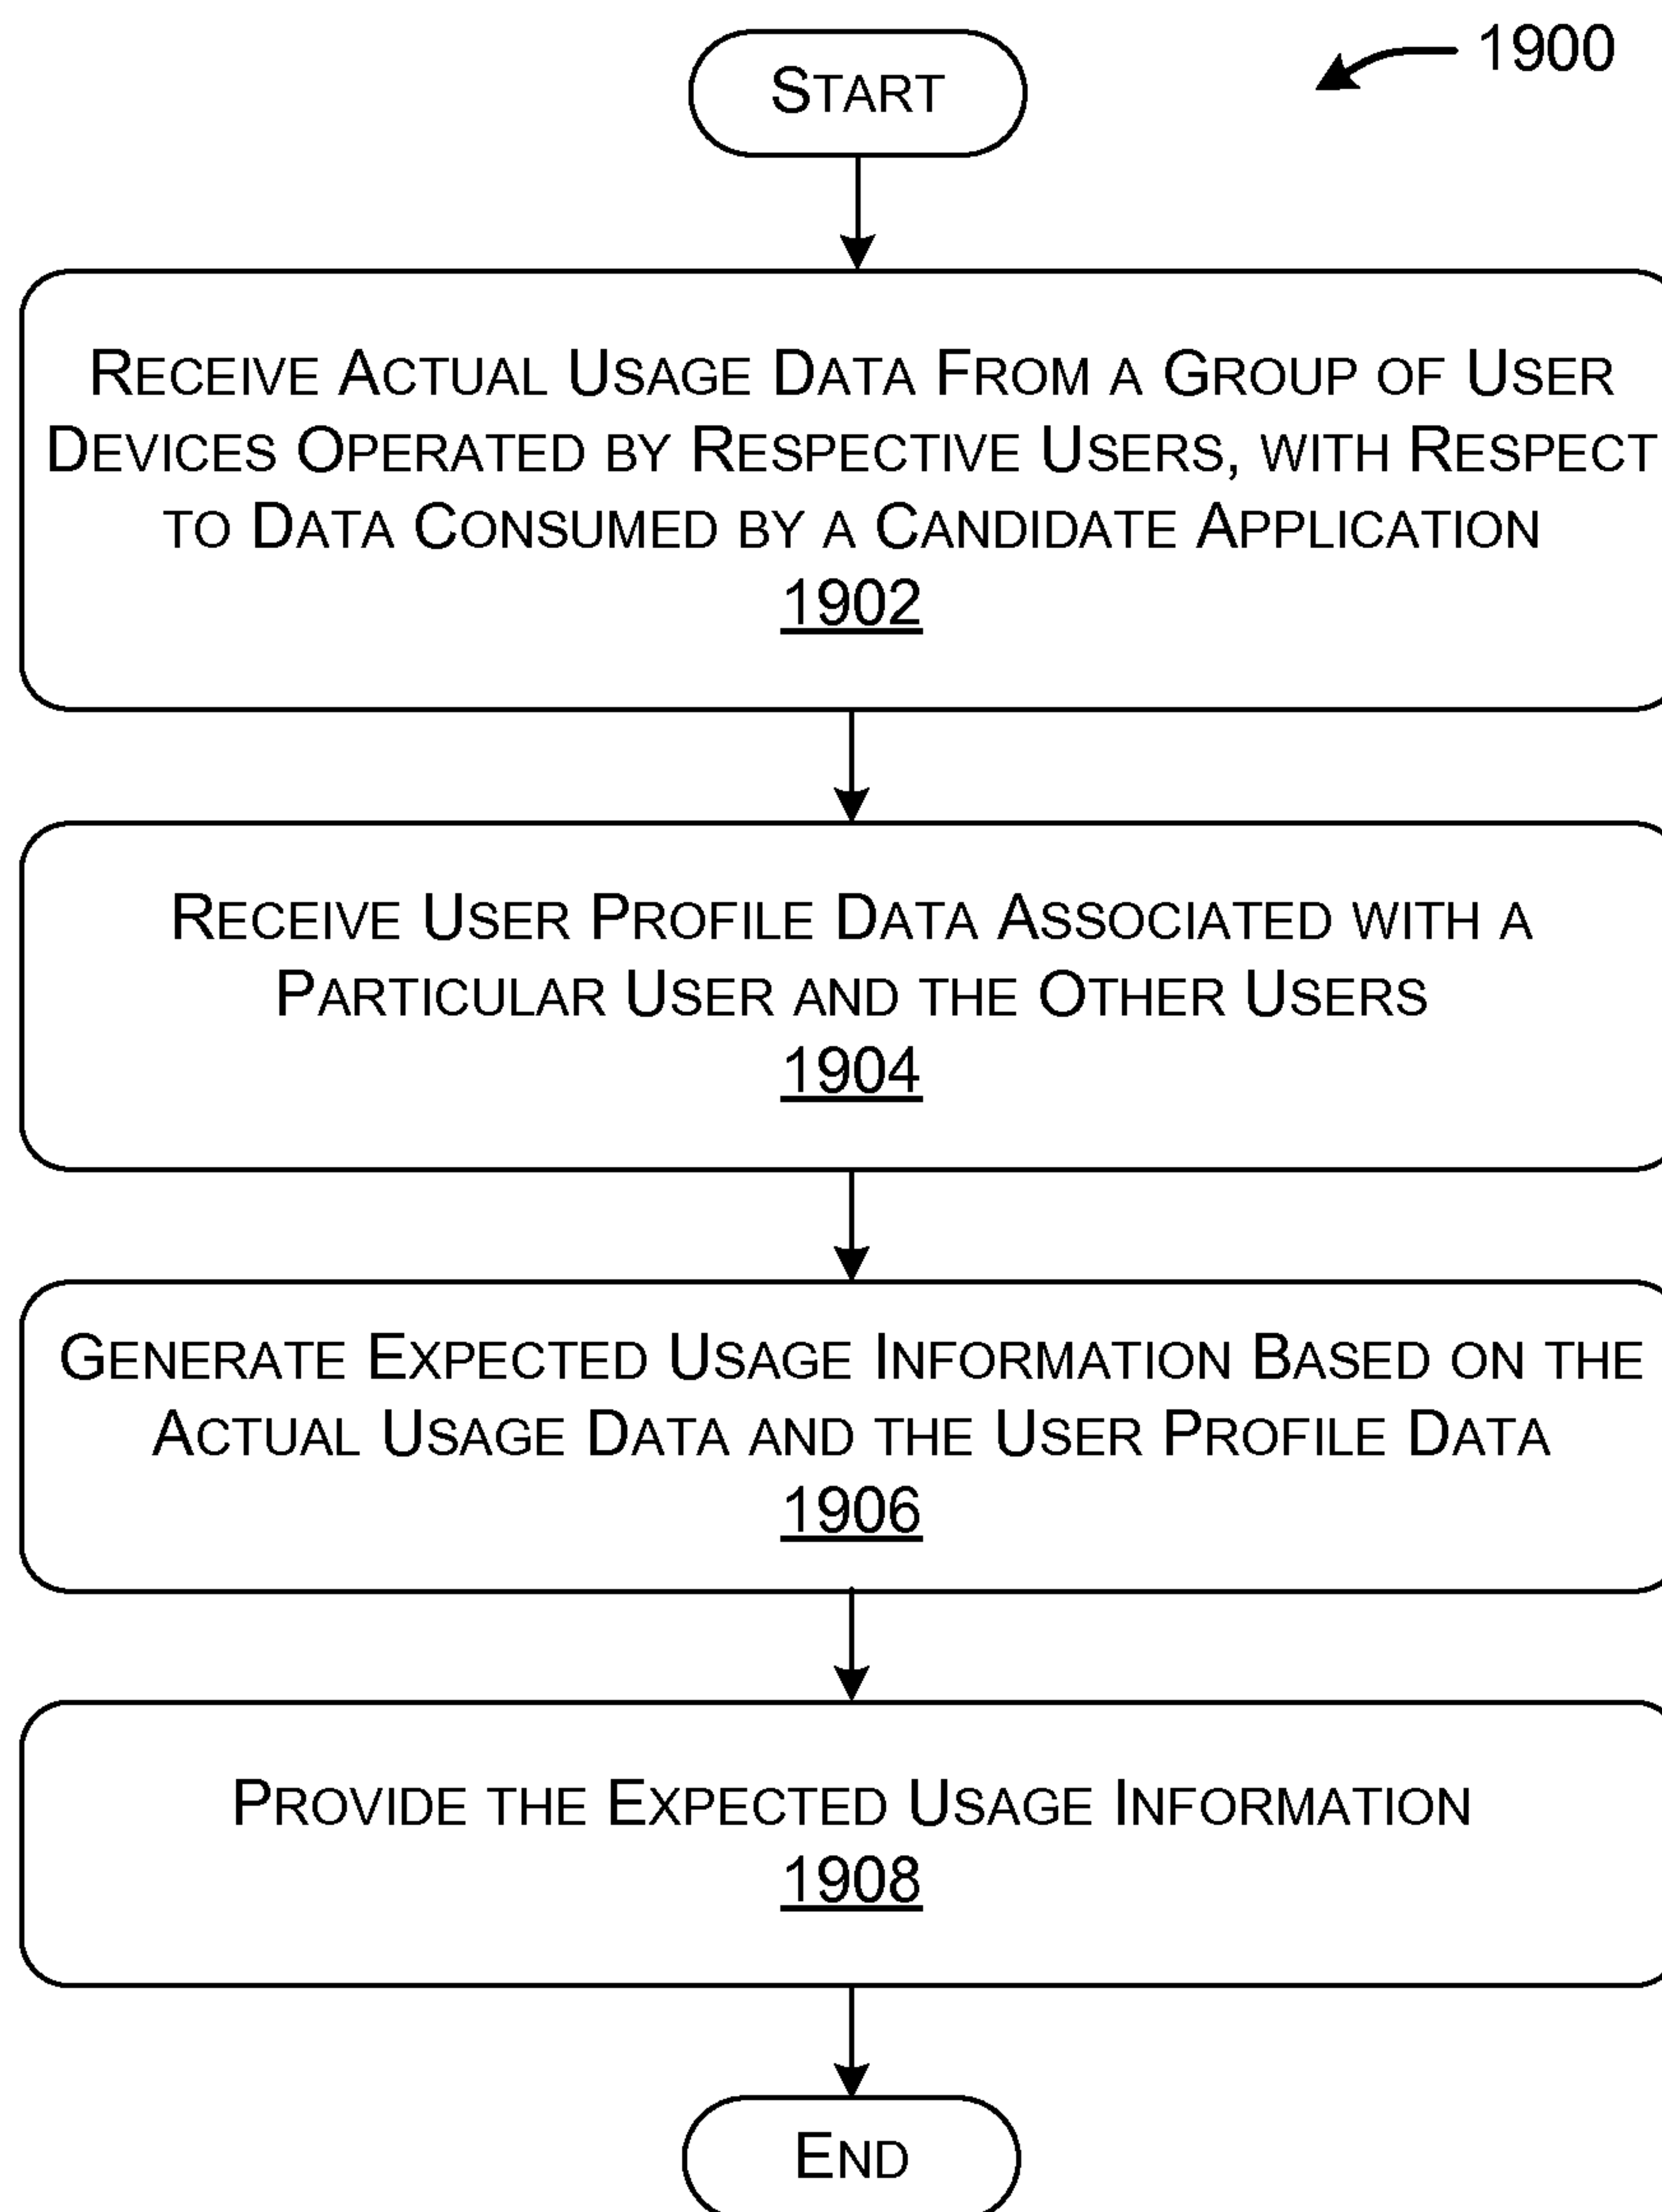 START
1900
RECEIVE ACTUAL USAGE DATA FROM A GROUP OF USER
DEVICES OPERATED BY RESPECTIVE USERS, WITH RESPECT
TO DATA CONSUMED BY A CANDIDATE APPLICATION
1902
RECEIVE USER PROFILE DATA ASSOCIATED WITH A
PARTICULAR USER AND THE OTHER USERS
1904
GENERATE EXPECTED USAGE INFORMATION BASED ON THE
ACTUAL USAGE DATA AND THE USER PROFILE DATA
1906
PROVIDE THE EXPECTED USAGE INFORMATION
1908
END